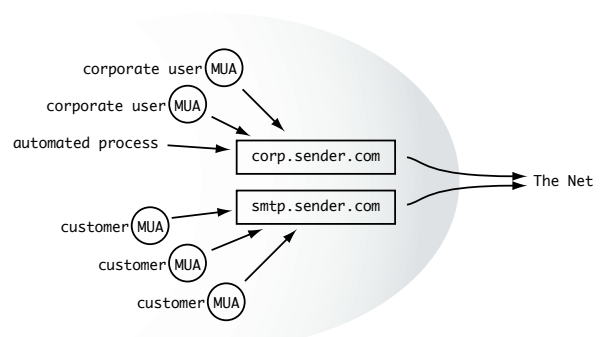 corporate user MUA
corporate user MUA
automated process
corp.sender.com
The Net
smtp.sender.com
customer MUA
customer MUA
customer MUA